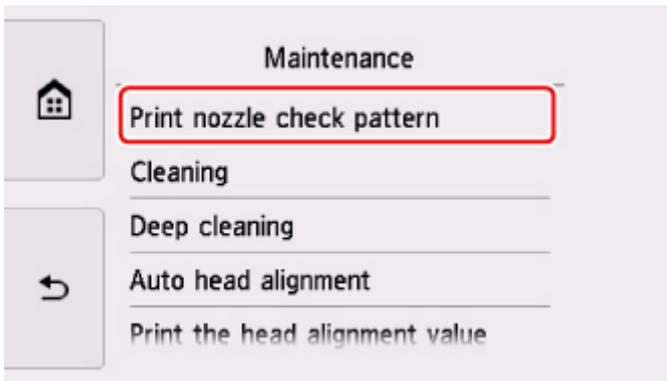 Maintenance
Print nozzle check pattern
Cleaning
Deep cleaning
Auto head alignment
Print the head alignment value